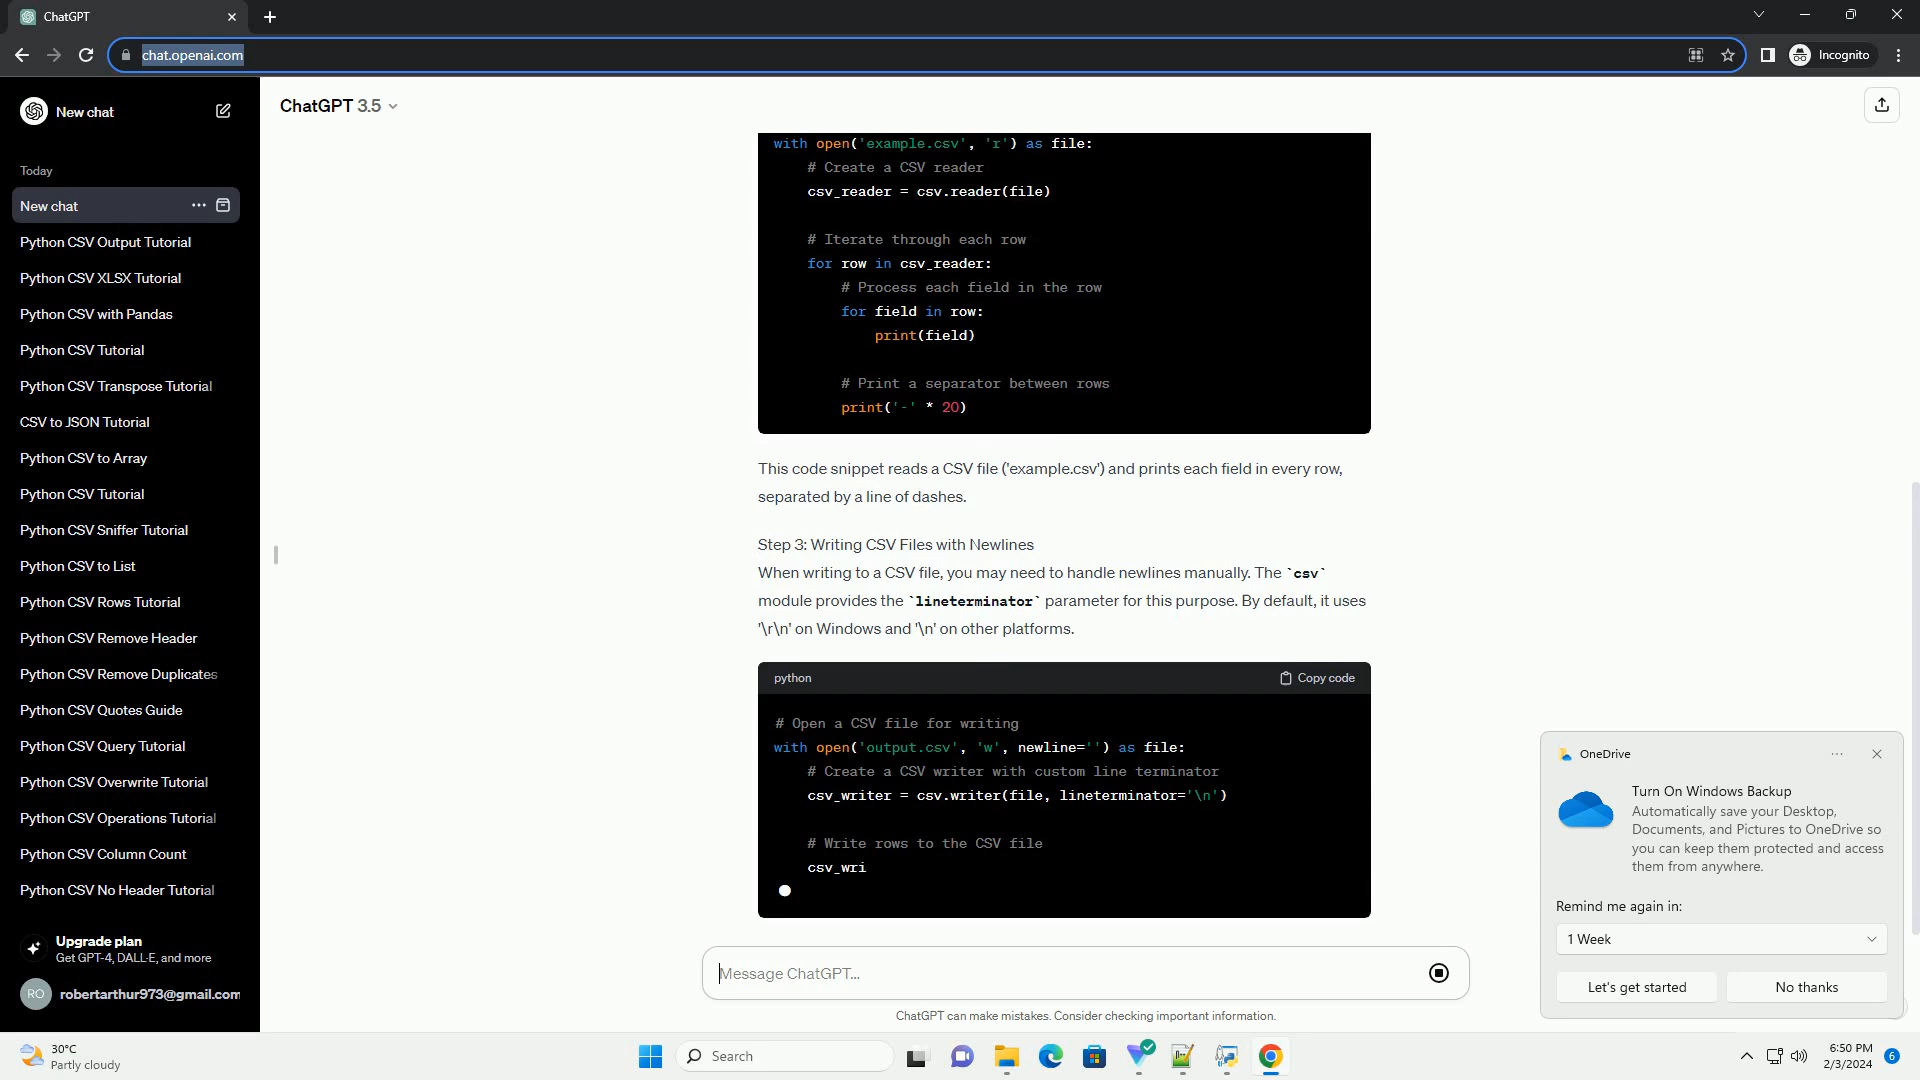 ChatGPT
chat.openai.com
Incognito
New chat
ChatGPT 3.5
Today
New chat
Python CSV Output Tutorial
Python CSV XLSX Tutorial
Python CSV with Pandas
Python CSV Tutorial
Python CSV Transpose Tutorial
CSV to JSON Tutorial
Python CSV to Array
Python CSV Tutorial
Python CSV Sniffer Tutorial
Python CSV to List
Python CSV Rows Tutorial
Python CSV Remove Header
Python CSV Remove Duplicates
Python CSV Quotes Guide
Python CSV Query Tutorial
Python CSV Overwrite Tutorial
Python CSV Operations Tutorial
Python CSV Column Count
Python CSV No Header Tutorial
Upgrade plan
Get GPT-4, DALL·E, and more
RO
robertarthur973@gmail.com
with open('example.csv', 'r') as file:
# Create a CSV reader
csv_reader = csv.reader(file)
# Iterate through each row
for row in csv_reader:
# Process each field in the row
for field in row:
print(field)
# Print a separator between rows
print('-' * 20)
This code snippet reads a CSV file ('example.csv') and prints each field in every row,
separated by a line of dashes.
Step 3: Writing CSV Files with Newlines
When writing to a CSV file, you may need to handle newlines manually. The `csv`
module provides the `lineterminator` parameter for this purpose. By default, it uses
'\r\n' on Windows and '\n' on other platforms.
python
Copy code
# Open a CSV file for writing
with open('output.csv', 'w', newline='') as file:
# Create a CSV writer with custom line terminator
csv_writer = csv.writer(file, lineterminator='\n')
# Write rows to the CSV file
csv_wri
Message ChatGPT...
ChatGPT can make mistakes. Consider checking important information.
OneDrive
Turn On Windows Backup
Automatically save your Desktop,
Documents, and Pictures to OneDrive so
you can keep them protected and access
them from anywhere.
Remind me again in:
1 Week
Let's get started
No thanks
30°C
Partly cloudy
Search
6:50 PM
2/3/2024
6